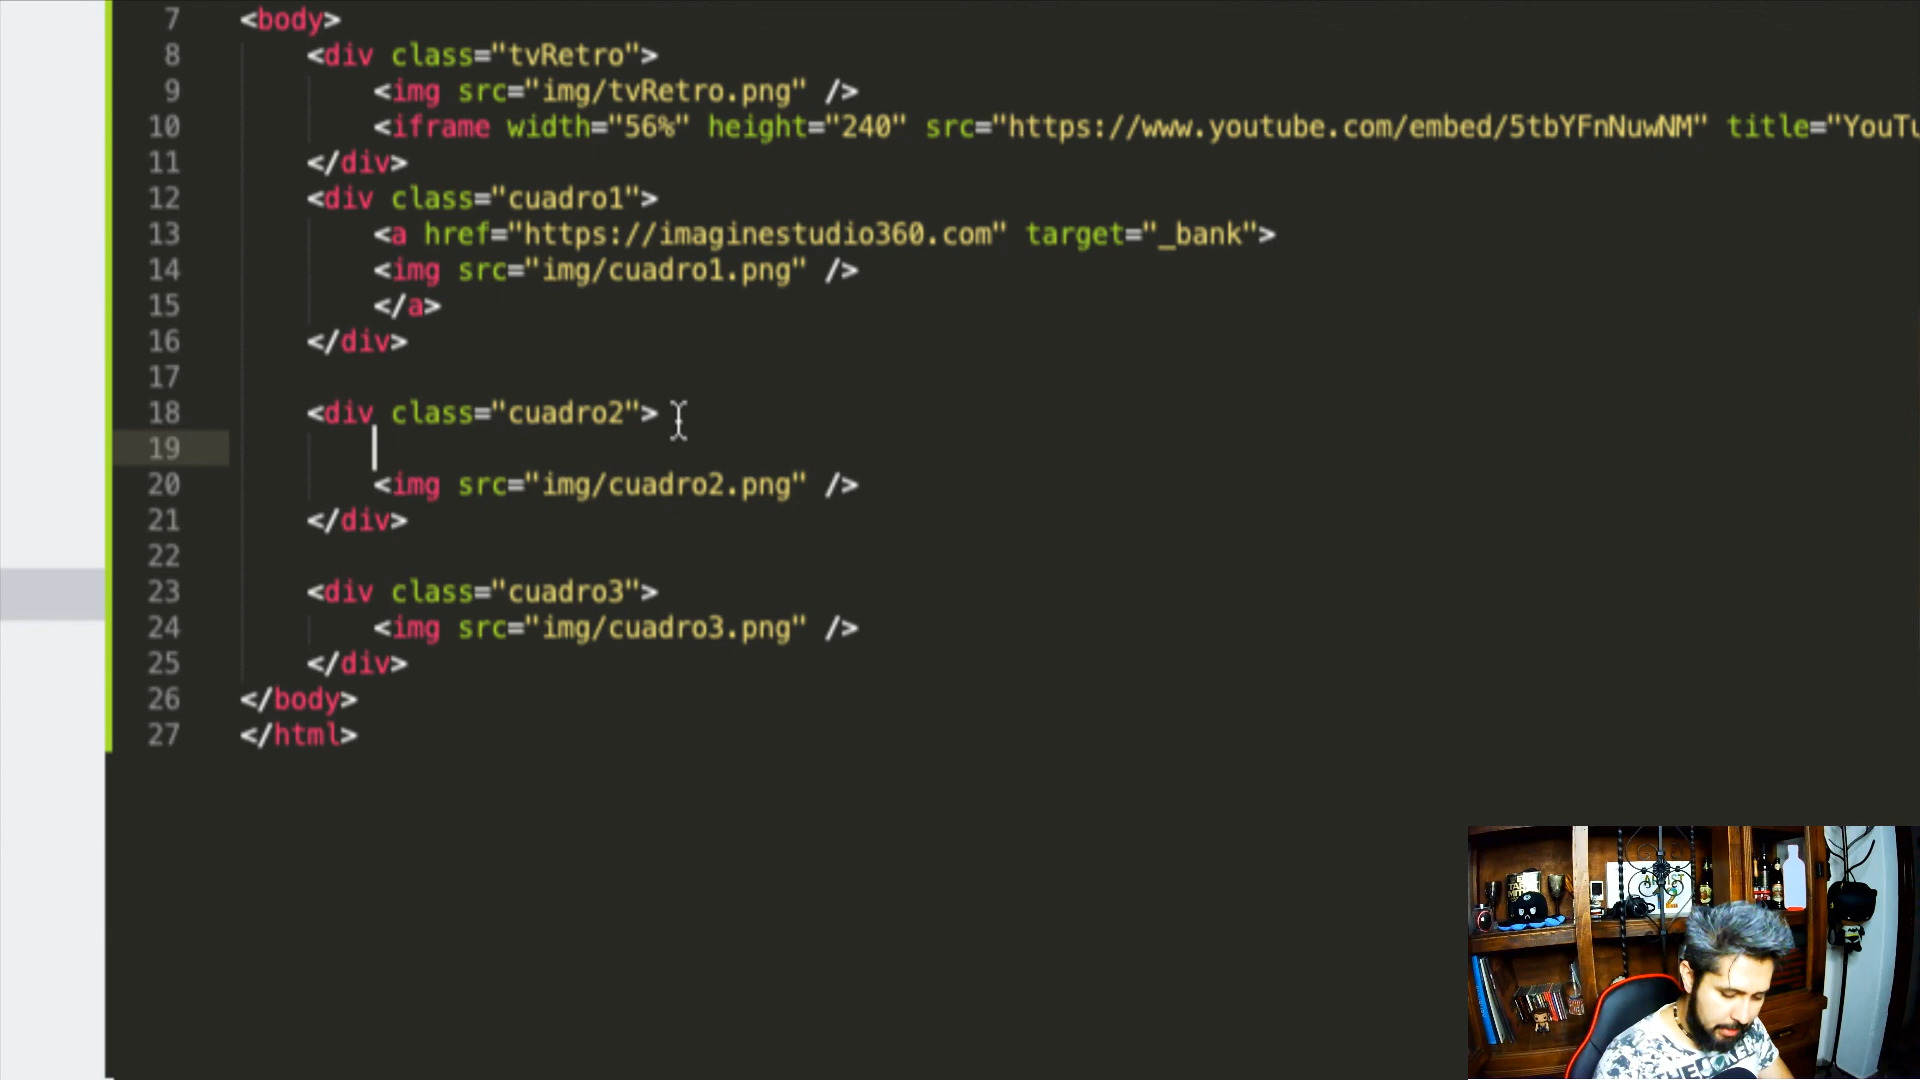 7 <body>
8 <div class="tvRetro">
9 <img src="img/tvRetro.png" />
10 <iframe width="56%" height="240" src="https://www.youtube.com/embed/5tbYFnNuwNM" title="YouTu
11 </div>
12 <div class="cuadro1">
13 <a href="https://imaginestudio360.com" target="_bank">
14 <img src="img/cuadro1.png" />
15 </a>
16 </div>
17
18 <div class="cuadro2">
19
20 <img src="img/cuadro2.png" />
21 </div>
22
23 <div class="cuadro3">
24 <img src="img/cuadro3.png" />
25 </div>
26 </body>
27 </html>